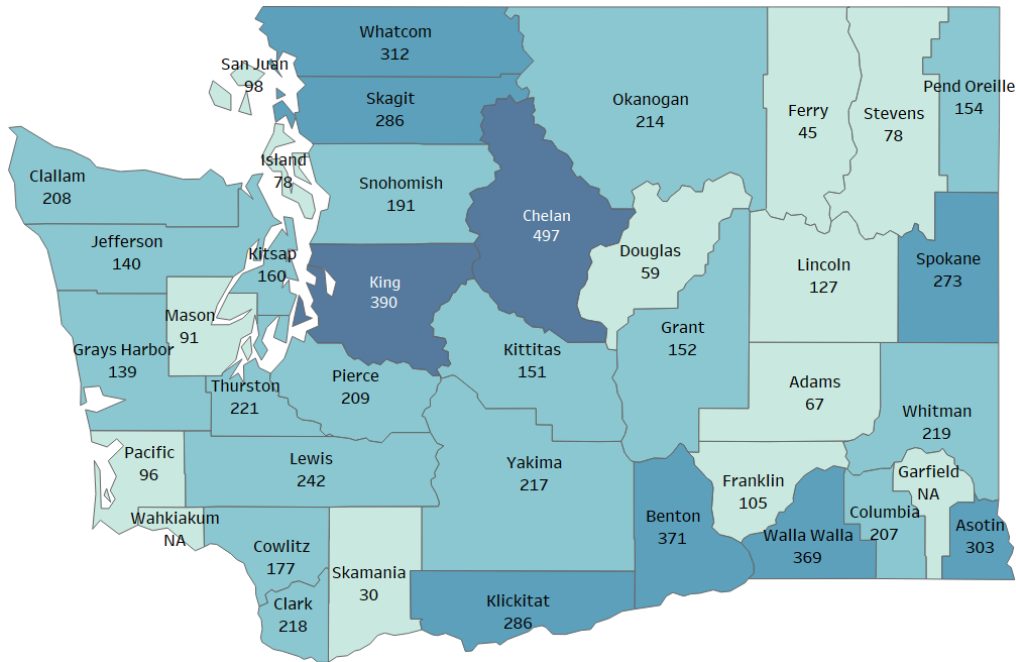 Whatcom
312
San Juan
98
Skagit
286
Okanogan
214
Ferry
45
Stevens
78
Pend Oreille
154
Clallam
208
Island
78
Snohomish
191
Chelan
497
Jefferson
140
Kitsap
160
King
390
Douglas
59
Lincoln
127
Spokane
273
Mason
91
Grays Harbor
139
Thurston
221
Pierce
209
Kittitas
151
Grant
152
Adams
67
Whitman
219
Pacific
96
Lewis
242
Yakima
217
Franklin
105
Garfield
NA
Wahkiakum
NA
Benton
371
Walla Walla
369
Columbia
207
Asotin
303
Cowlitz
177
Skamania
30
Clark
218
Klickitat
286